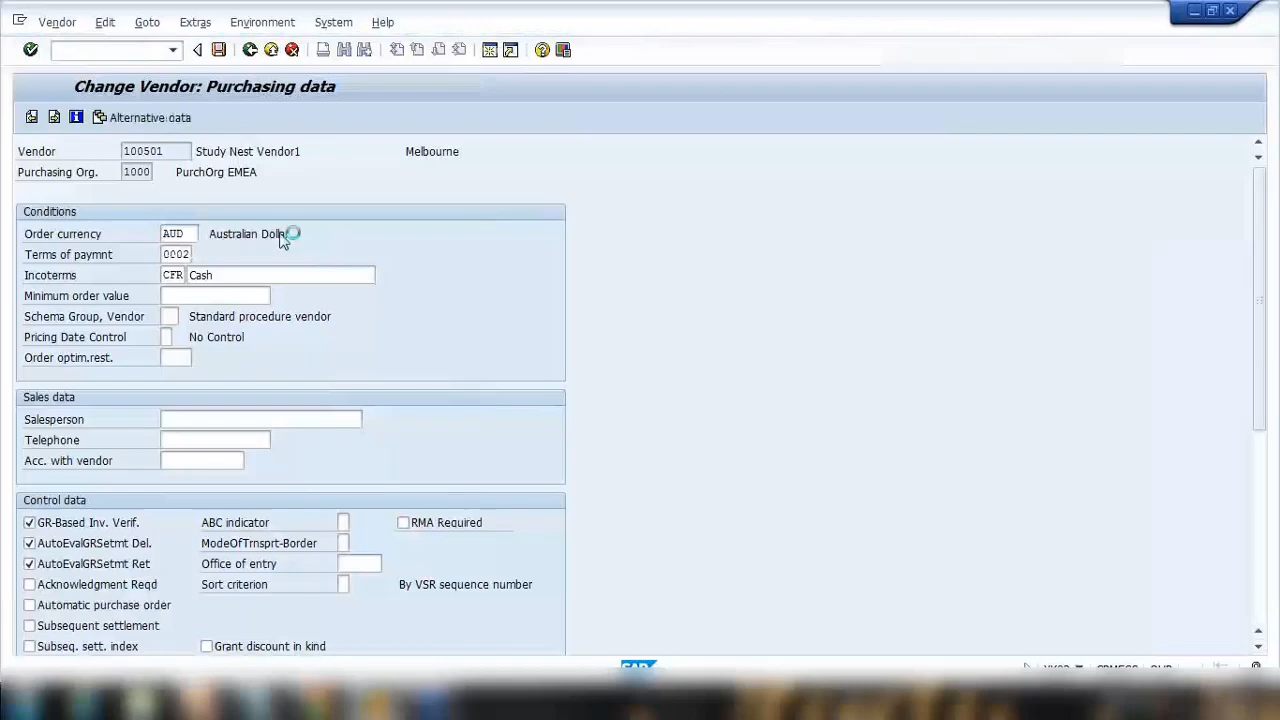 Vendor Edit Goto Extras Environment System Help
Change Vendor: Purchasing data
Alternative data
Vendor 100501 Study Nest Vendor1 Melbourne
Purchasing Org. 1000 PurchOrg EMEA
Conditions
Order currency AUD Australian Dollar
Terms of paymnt 0002
Incoterms CFR Cash
Minimum order value
Schema Group, Vendor Standard procedure vendor
Pricing Date Control No Control
Order optim.rest.
Sales data
Salesperson
Telephone
Acc. with vendor
Control data
GR-Based Inv. Verif. ABC indicator RMA Required
AutoEvalGRSetmt Del. ModeOfTrnsprt-Border
AutoEvalGRSetmt Ret Office of entry
Acknowledgment Reqd Sort criterion By VSR sequence number
Automatic purchase order
Subsequent settlement
Subseq. sett. index Grant discount in kind
SAP